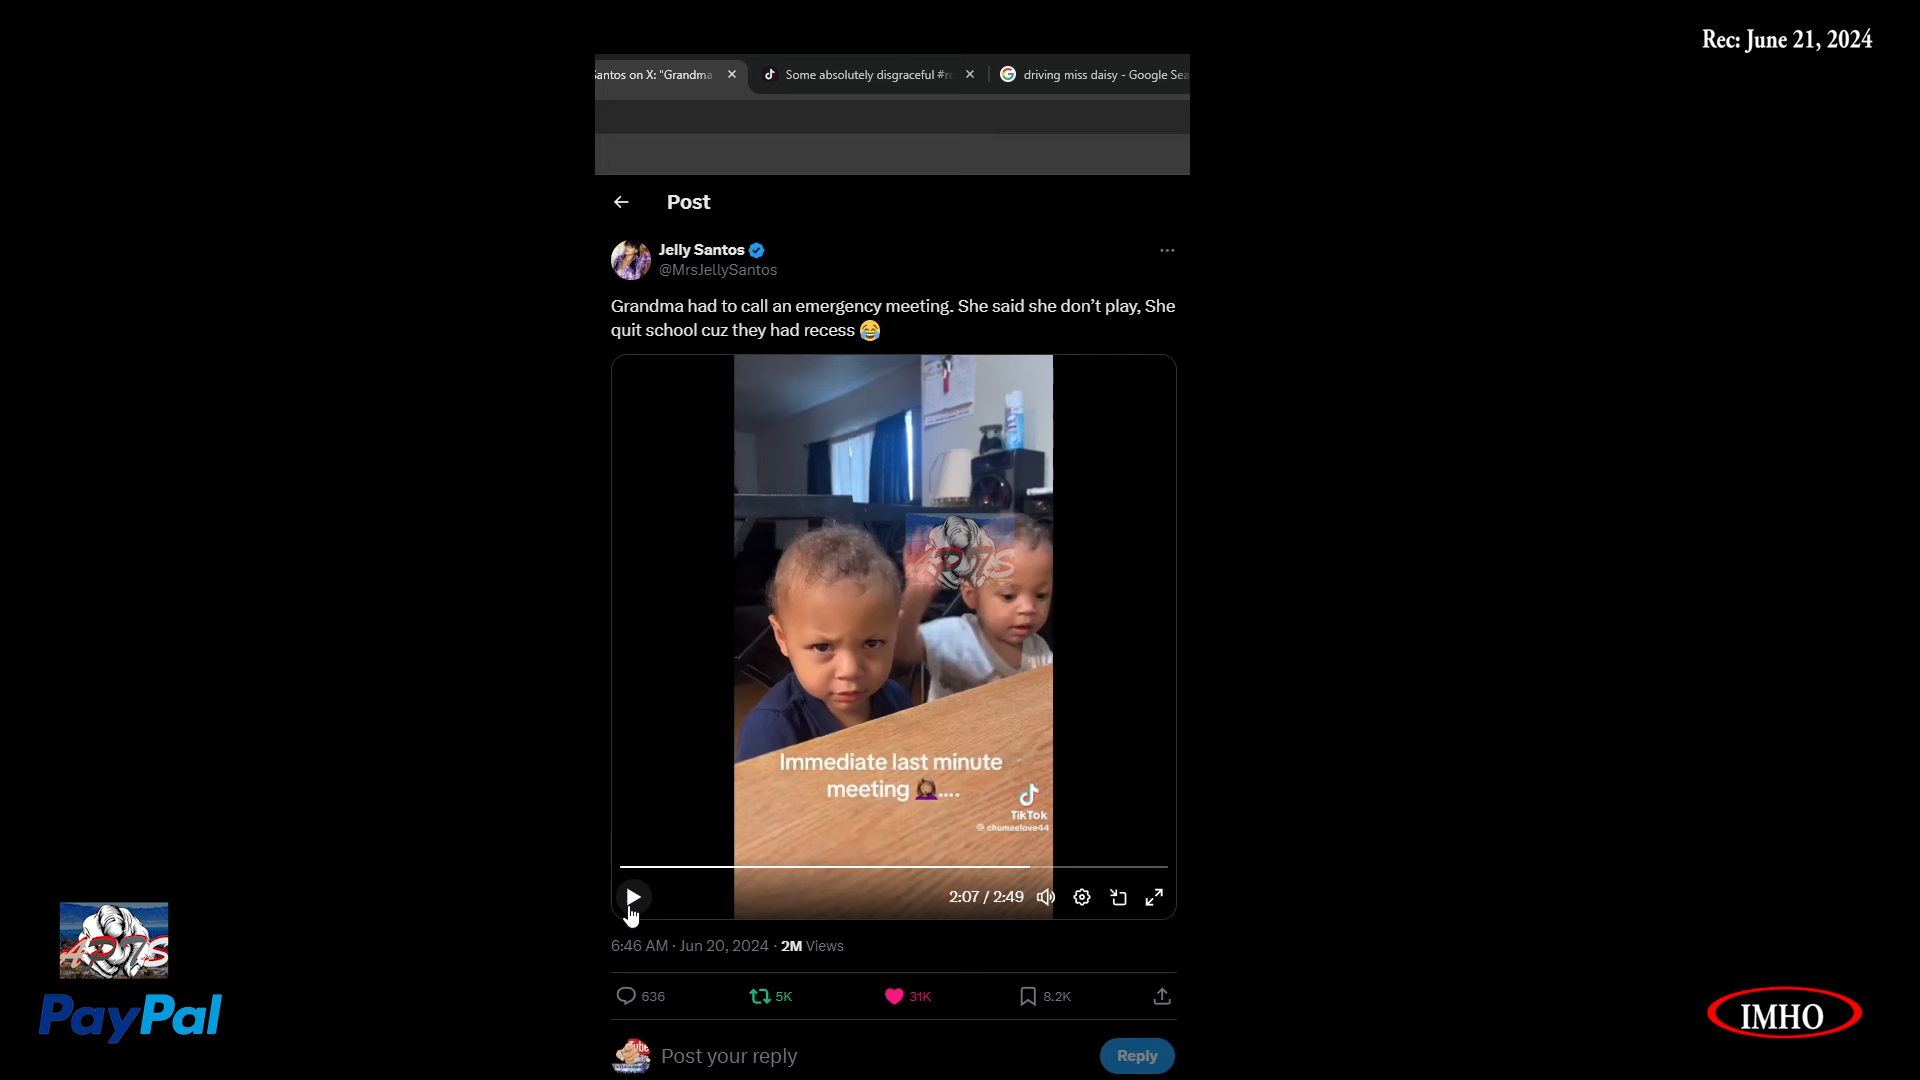 Rec: June 21, 2024
Santos on X: "Grandma
Some absolutely disgraceful #ro
driving miss daisy - Google Sea
Post
Jelly Santos
@MrsJellySantos
Grandma had to call an emergency meeting. She said she don’t play, She
quit school cuz they had recess 😂
Immediate last minute
meeting 🤦🏾‍♀️....
TikTok
@chumeelove44
2:07 / 2:49
6:46 AM · Jun 20, 2024 · 2M Views
636
5K
31K
8.2K
Post your reply
Reply
PayPal
IMHO